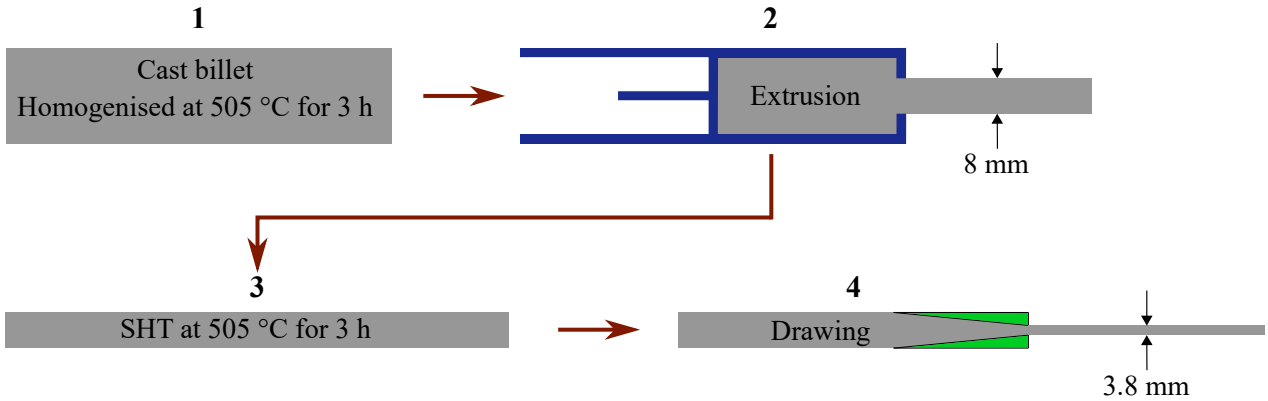 1
Cast billet
Homogenised at 505 °C for 3 h
2
Extrusion
8 mm
3
SHT at 505 °C for 3 h
4
Drawing
3.8 mm